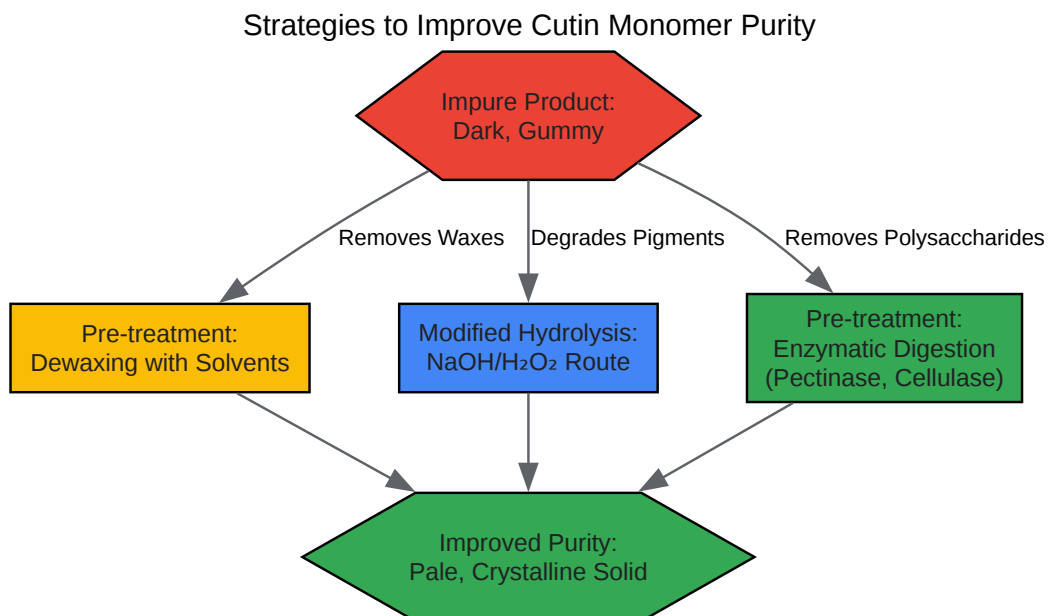 Strategies to Improve Cutin Monomer Purity
Impure Product:
Dark, Gummy
Removes Waxes
Degrades Pigments
Removes Polysaccharides
Pre-treatment:
Dewaxing with Solvents
Modified Hydrolysis:
NaOH/H₂O₂ Route
Pre-treatment:
Enzymatic Digestion
(Pectinase, Cellulase)
Improved Purity:
Pale, Crystalline Solid